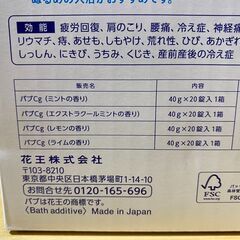 効能
疲労回復、肩のこり、腰痛、冷え症、神経痛
リウマチ、痔、あせも、しもやけ、荒れ性、ひび、あかぎれ
しっしん、にきび、うちみ、くじき、産前産後の冷え症
販売名
バブCg(ミントの香り) 40g×20錠入 1箱
バブCg(エクストラクールミントの香り) 40g×20錠入 1箱
バブCg(レモンの香り) 40g×20錠入 1箱
バブCg(ライムの香り) 40g×20錠入 1箱
花王株式会社
〒103-8210
東京都中央区日本橋茅場町1-14-10
お問合せ 0120-165-696
バブは花王の商標です。
〈Bath additive〉 Made in Japan
FSC